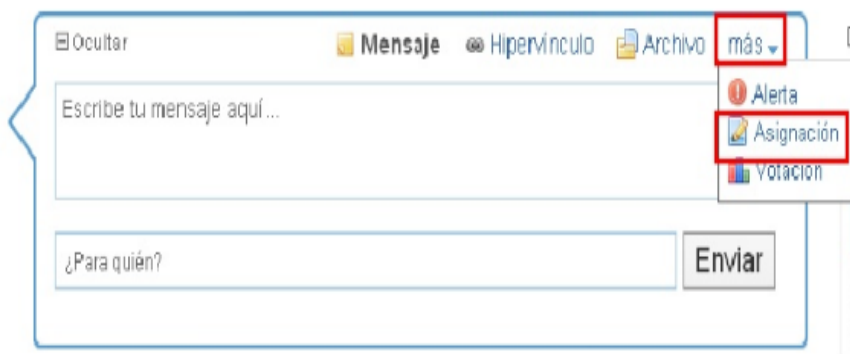 Ocultar Mensaje Hipervínculo Archivo más
Alerta
Escribe tu mensaje aquí...
Asignación
Votación
¿Para quién? Enviar